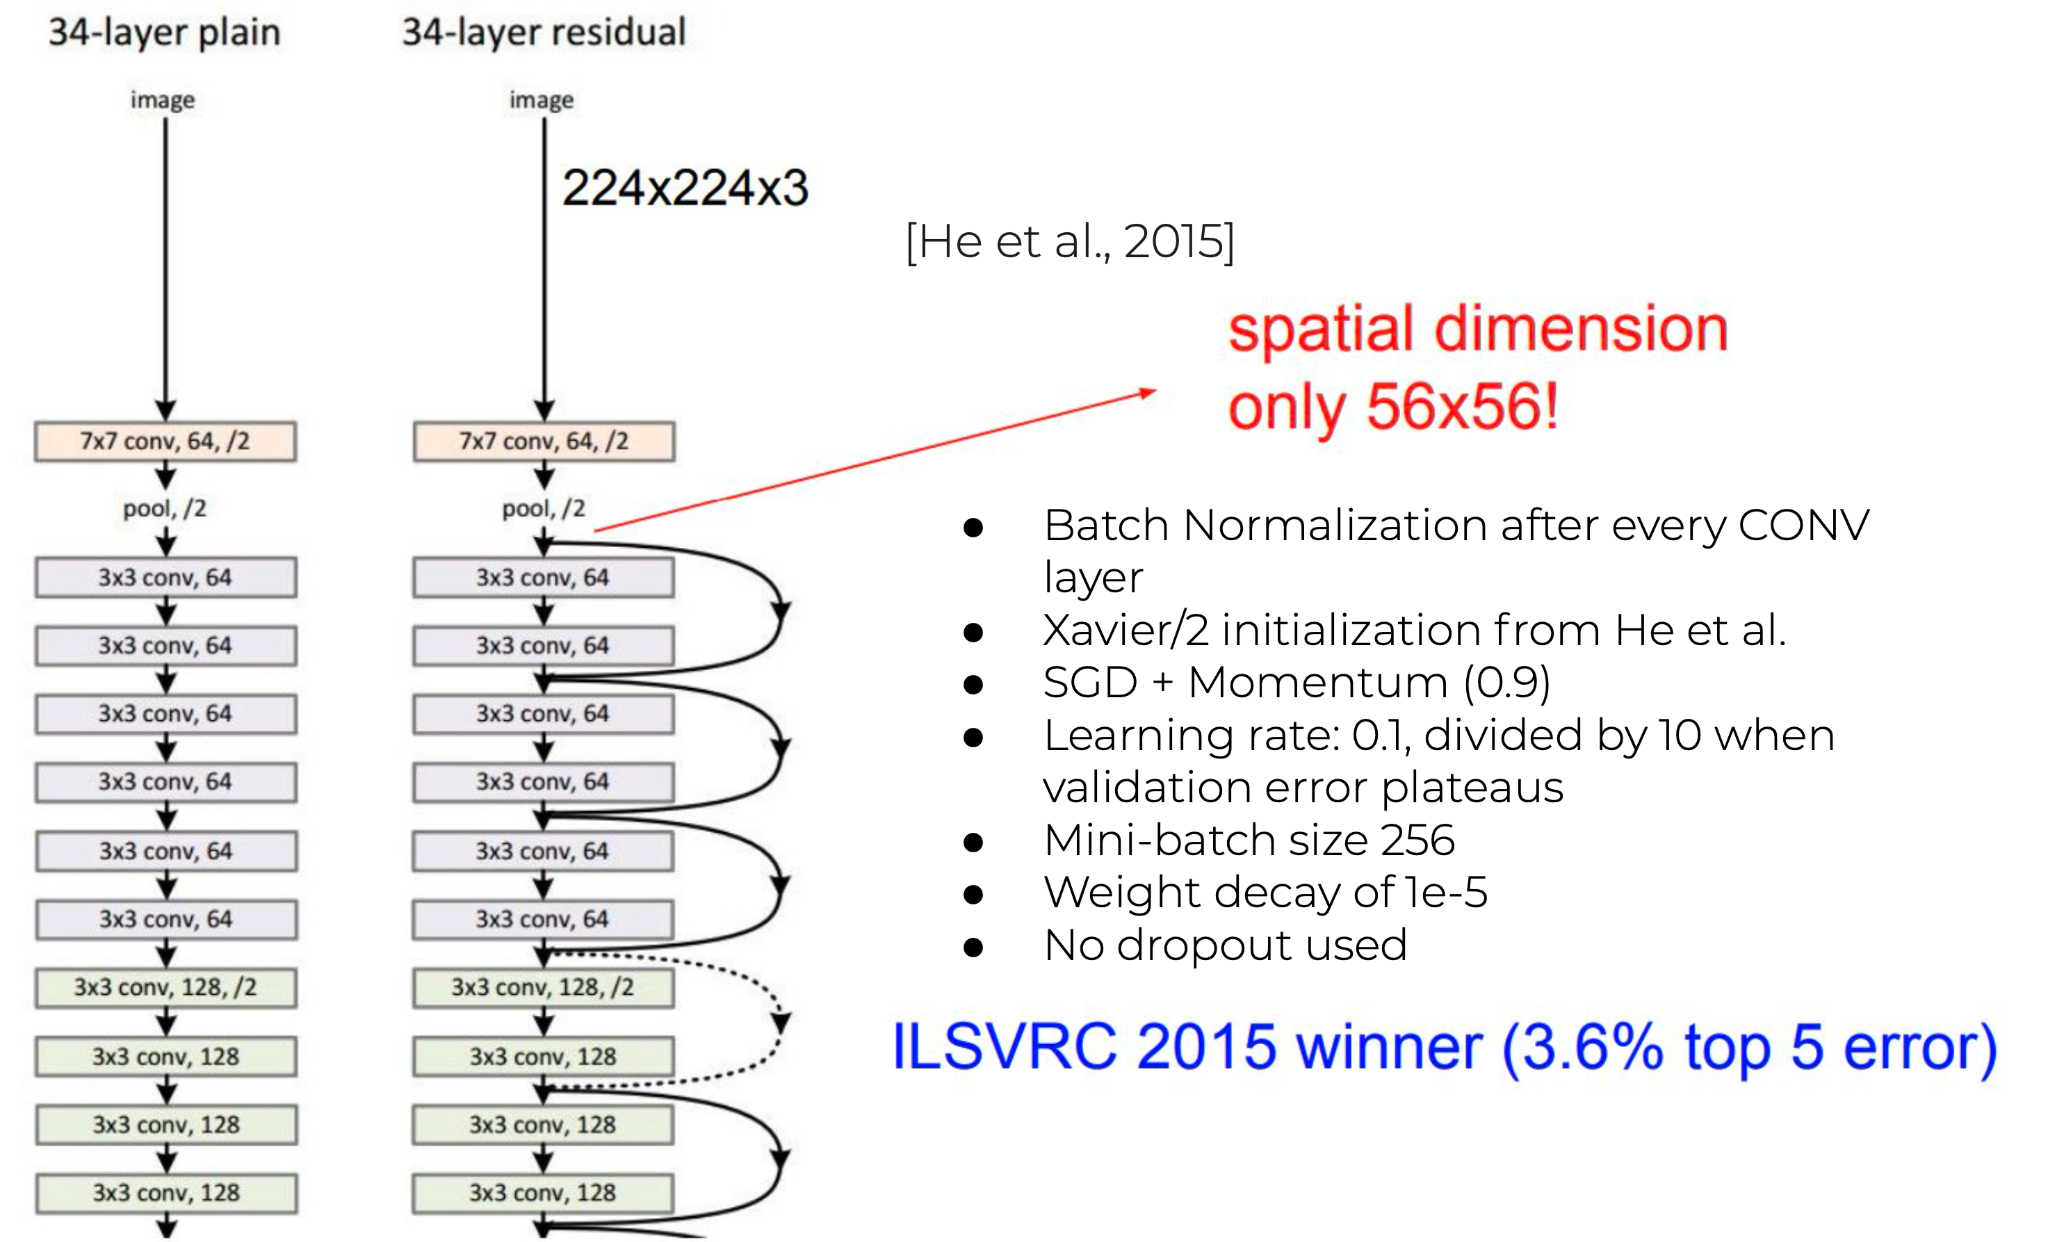 34-layer plain
34-layer residual
image
image
224x224x3
[He et al., 2015]
spatial dimension
only 56x56!
7x7 conv, 64, /2
7x7 conv, 64, /2
pool, /2
pool, /2
3x3 conv, 64
3x3 conv, 64
3x3 conv, 64
3x3 conv, 64
3x3 conv, 64
3x3 conv, 64
3x3 conv, 64
3x3 conv, 64
3x3 conv, 64
3x3 conv, 64
3x3 conv, 64
3x3 conv, 64
3x3 conv, 128, /2
3x3 conv, 128, /2
3x3 conv, 128
3x3 conv, 128
3x3 conv, 128
3x3 conv, 128
3x3 conv, 128
3x3 conv, 128
● Batch Normalization after every CONV
layer
● Xavier/2 initialization from He et al.
● SGD + Momentum (0.9)
● Learning rate: 0.1, divided by 10 when
validation error plateaus
● Mini-batch size 256
● Weight decay of 1e-5
● No dropout used
ILSVRC 2015 winner (3.6% top 5 error)